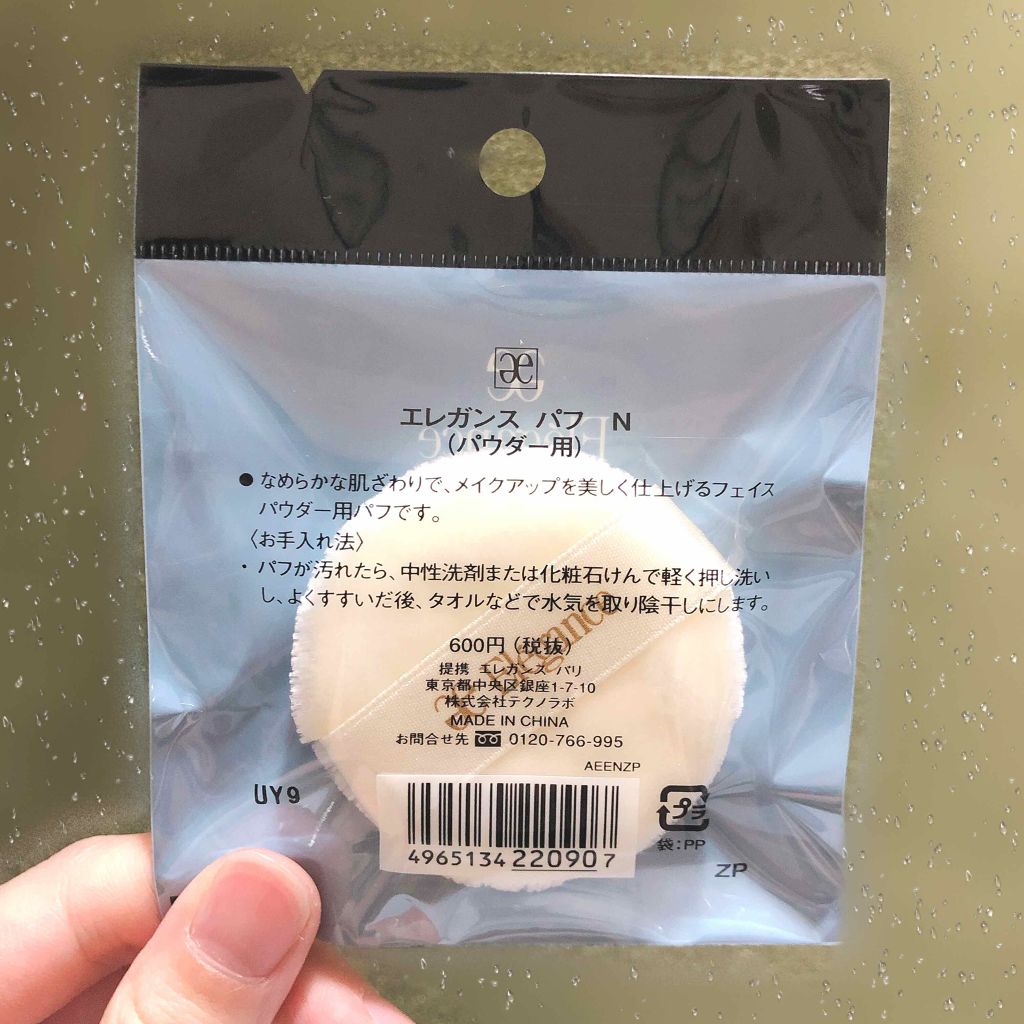 æ
エレガンス パフ N
(パウダー用)
● なめらかな肌ざわりで、メイクアップを美しく仕上げるフェイス
パウダー用パフです。
〈お手入れ法〉
・ パフが汚れたら、中性洗剤または化粧石けんで軽く押し洗い
し、よくすすいだ後、タオルなどで水気を取り陰干しにします。
Elégance
600円(税抜)
提携 エレガンス パリ
東京都中央区銀座1-7-10
株式会社テクノラボ
MADE IN CHINA
お問合せ先 0120-766-995
AEENZP
UY9
4965134220907
プラ
袋:PP
ZP